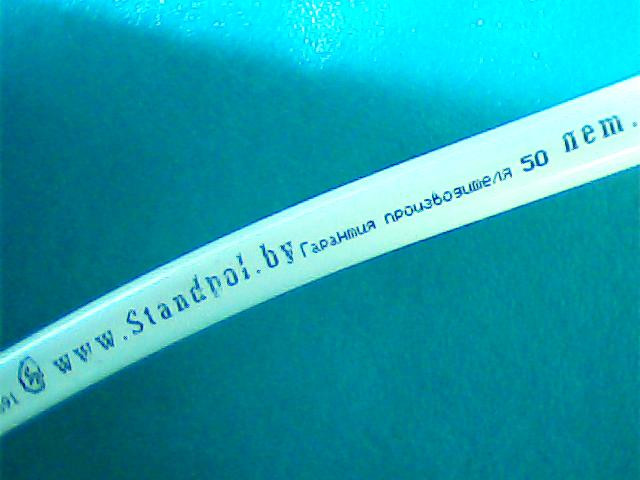 www.Standpol.by Гарантия производителя 50 лет.